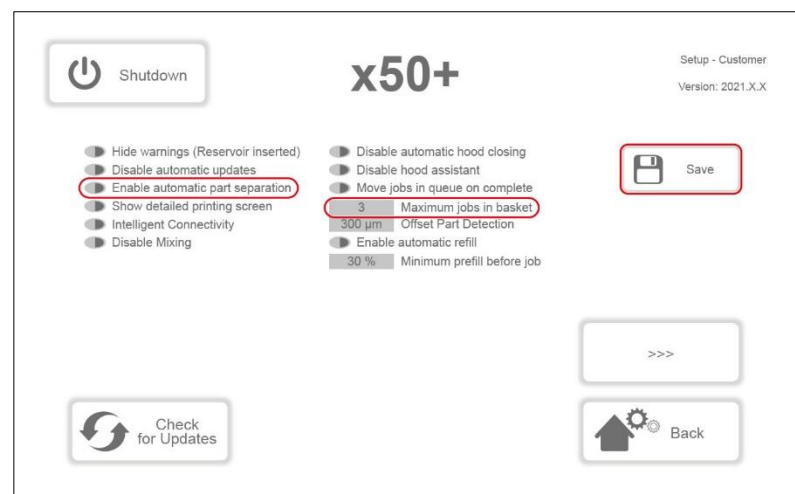 Shutdown
x50+
Setup - Customer
Version: 2021.X.X
Hide warnings (Reservoir inserted)
Disable automatic updates
Enable automatic part separation
Show detailed printing screen
Intelligent Connectivity
Disable Mixing
Disable automatic hood closing
Disable hood assistant
Move jobs in queue on complete
3 Maximum jobs in basket
300 µm Offset Part Detection
Enable automatic refill
30 % Minimum prefill before job
Save
>>>
Check
for Updates
Back